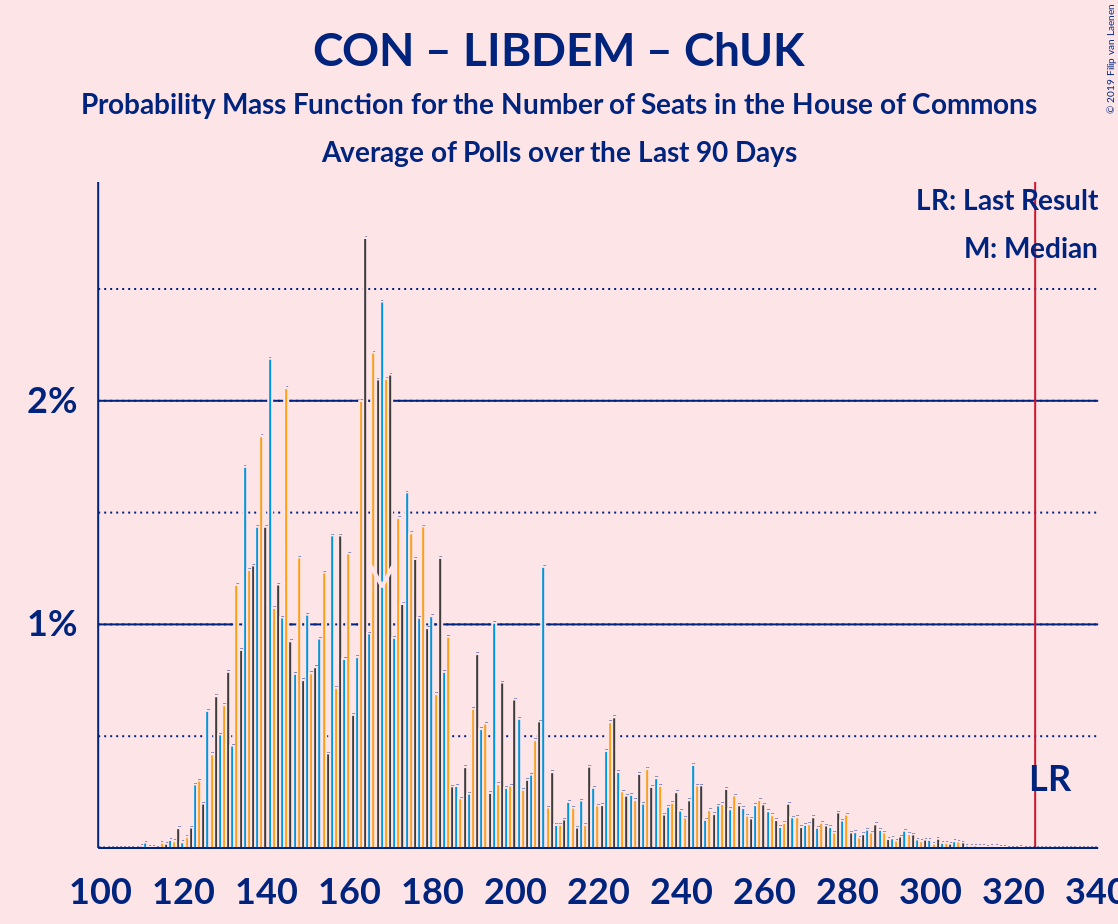 CON – LIBDEM – ChUK
Probability Mass Function for the Number of Seats in the House of Commons
Average of Polls over the Last 90 Days
© 2019 Filip van Laenen
LR: Last Result
M: Median
2%
1%
LR
100 120 140 160 180 200 220 240 260 280 300 320 340